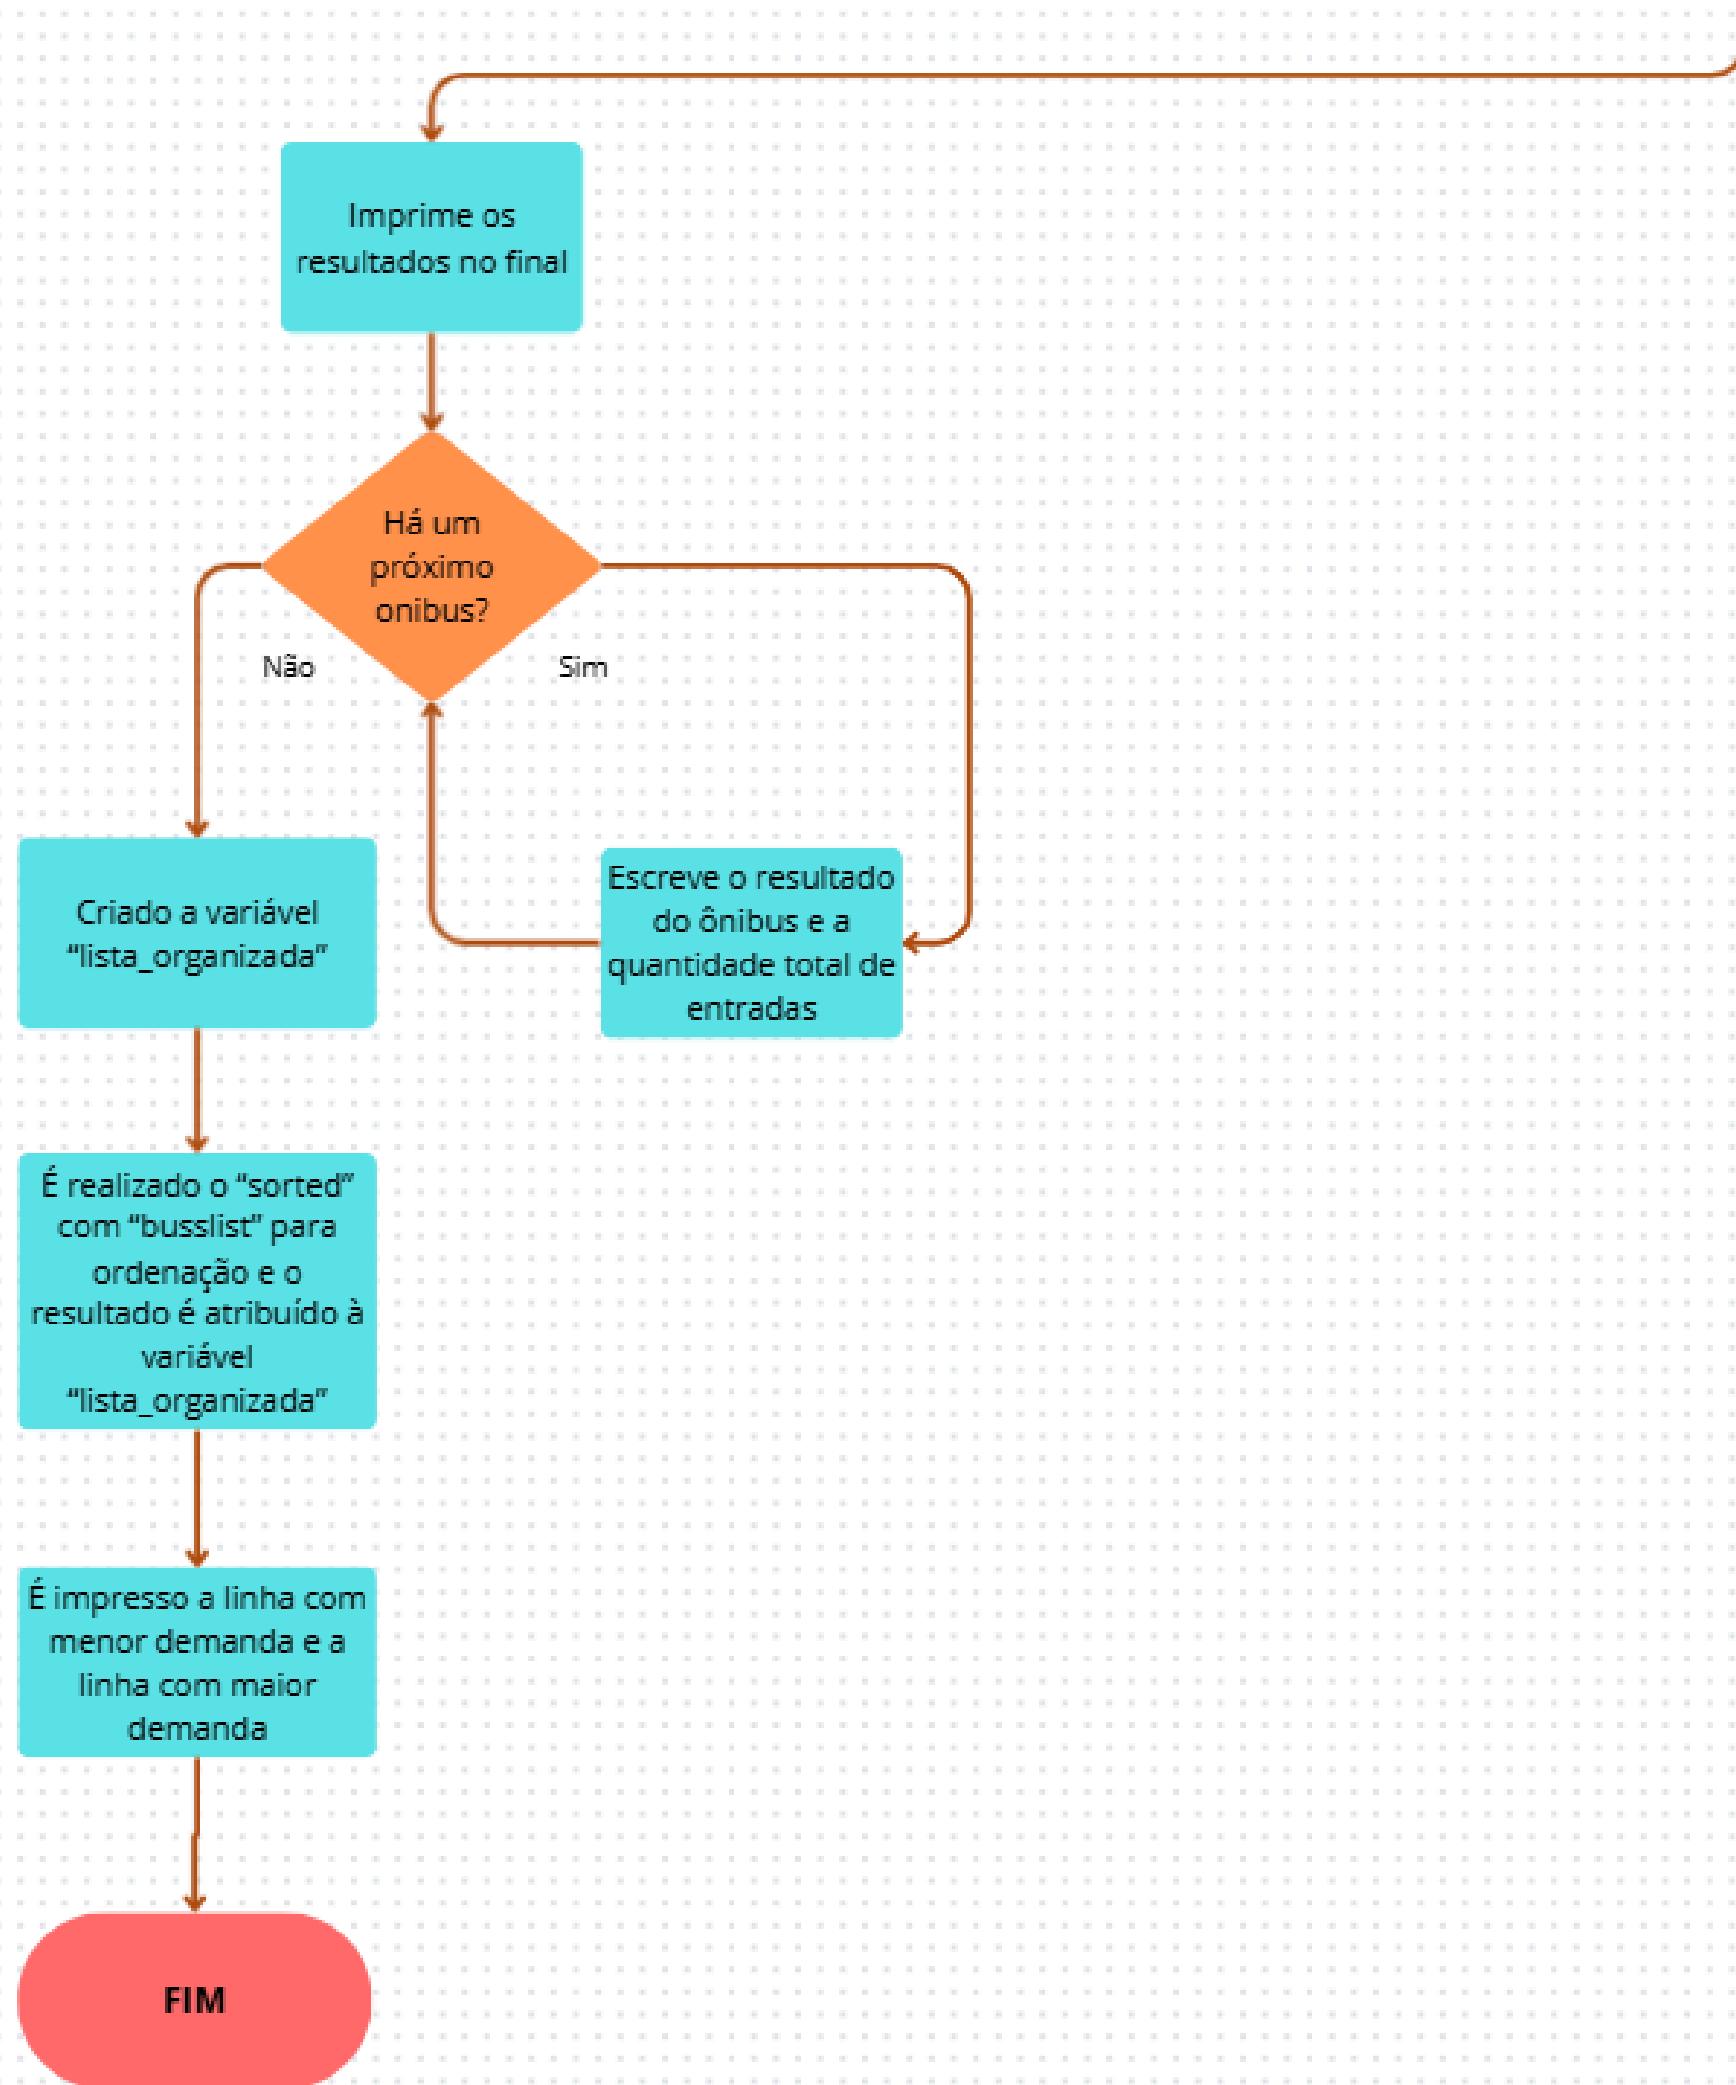 Imprime os
resultados no final
Há um
próximo
onibus?
Não
Sim
Criado a variável
“lista_organizada”
Escreve o resultado
do ônibus e a
quantidade total de
entradas
É realizado o “sorted”
com “busslist” para
ordenação e o
resultado é atribuído à
variável
“lista_organizada”
É impresso a linha com
menor demanda e a
linha com maior
demanda
FIM